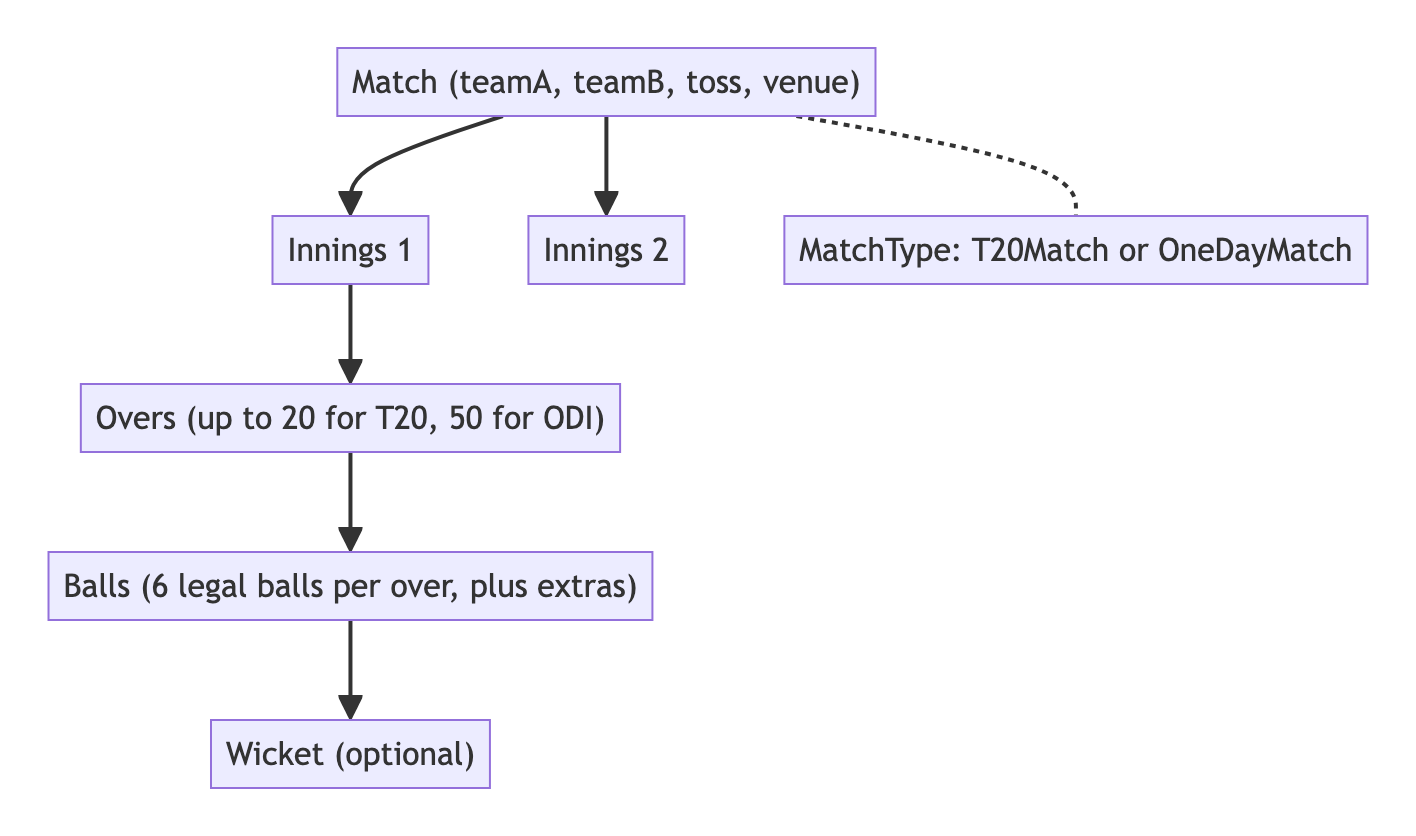 Match (teamA, teamB, toss, venue)
Innings 1
Innings 2
MatchType: T20Match or OneDayMatch
Overs (up to 20 for T20, 50 for ODI)
Balls (6 legal balls per over, plus extras)
Wicket (optional)